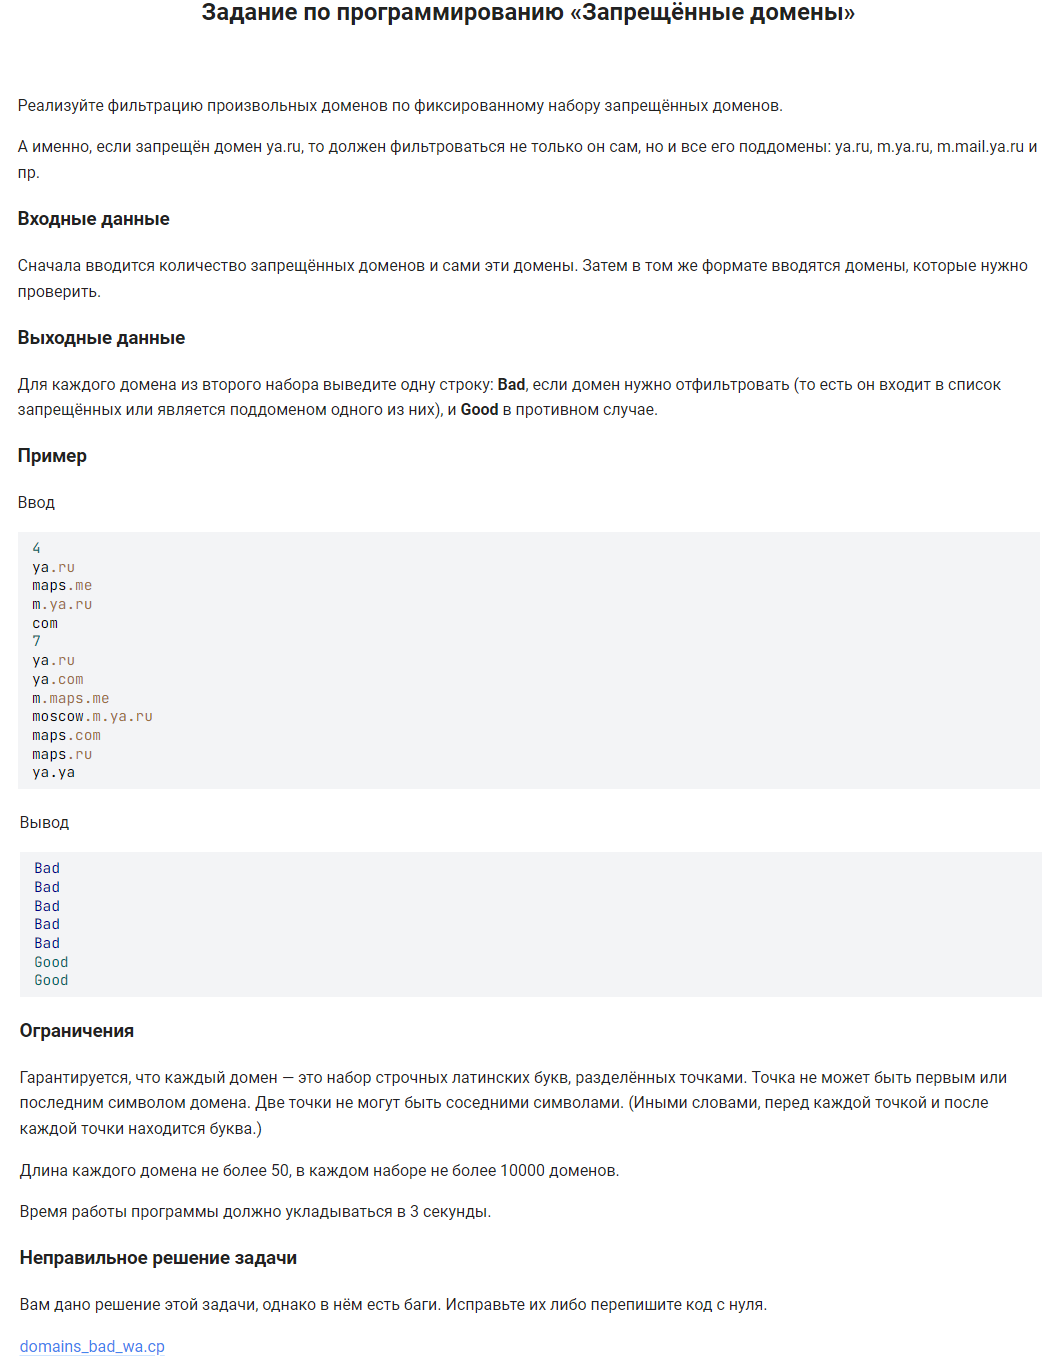 Задание по программированию «Запрещённые домены»
Реализуйте фильтрацию произвольных доменов по фиксированному набору запрещённых доменов.
А именно, если запрещён домен ya.ru, то должен фильтроваться не только он сам, но и все его поддомены: ya.ru, m.ya.ru, m.mail.ya.ru и
пр.
Входные данные
Сначала вводится количество запрещённых доменов и сами эти домены. Затем в том же формате вводятся домены, которые нужно
проверить.
Выходные данные
Для каждого домена из второго набора выведите одну строку: Bad, если домен нужно отфильтровать (то есть он входит в список
запрещённых или является поддоменом одного из них), и Good в противном случае.
Пример
Ввод
4
ya.ru
maps.me
m.ya.ru
com
7
ya.ru
ya.com
m.maps.me
moscow.m.ya.ru
maps.com
maps.ru
ya.ya
Вывод
Bad
Bad
Bad
Bad
Bad
Good
Good
Ограничения
Гарантируется, что каждый домен — это набор строчных латинских букв, разделённых точками. Точка не может быть первым или
последним символом домена. Две точки не могут быть соседними символами. (Иными словами, перед каждой точкой и после
каждой точки находится буква.)
Длина каждого домена не более 50, в каждом наборе не более 10000 доменов.
Время работы программы должно укладываться в 3 секунды.
Неправильное решение задачи
Вам дано решение этой задачи, однако в нём есть баги. Исправьте их либо перепишите код с нуля.
domains_bad_wa.cp